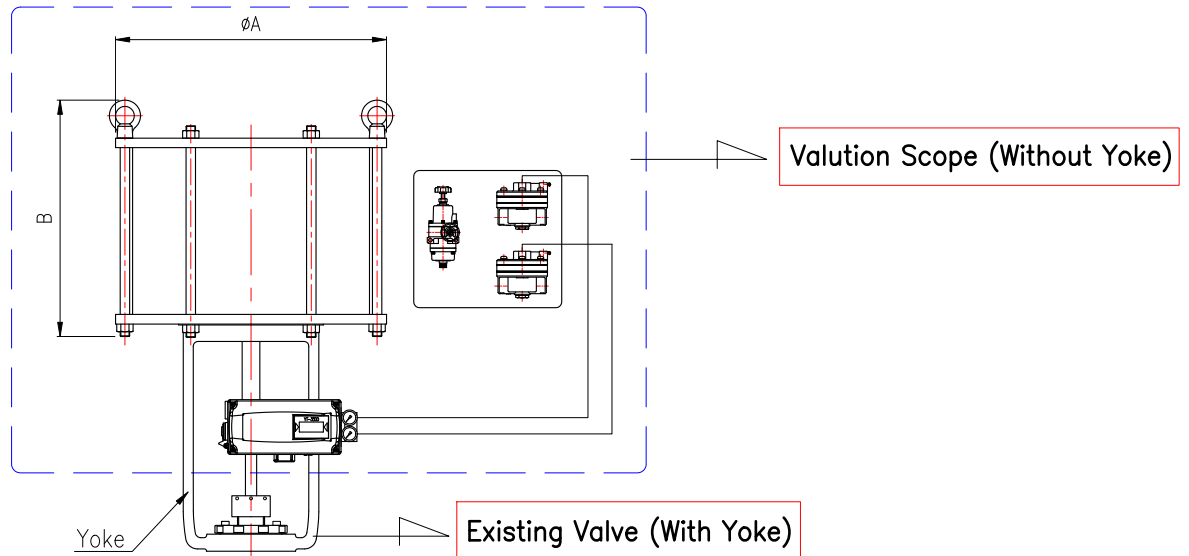 øA
B
Valution Scope (Without Yoke)
Yoke
Existing Valve (With Yoke)